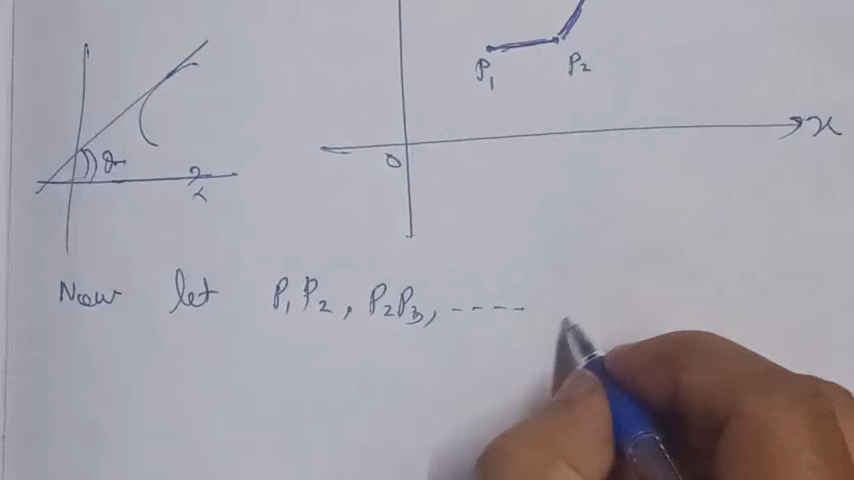 P₁ P₂
x
O
x
Now let P₁P₂, P₂P₃, -----